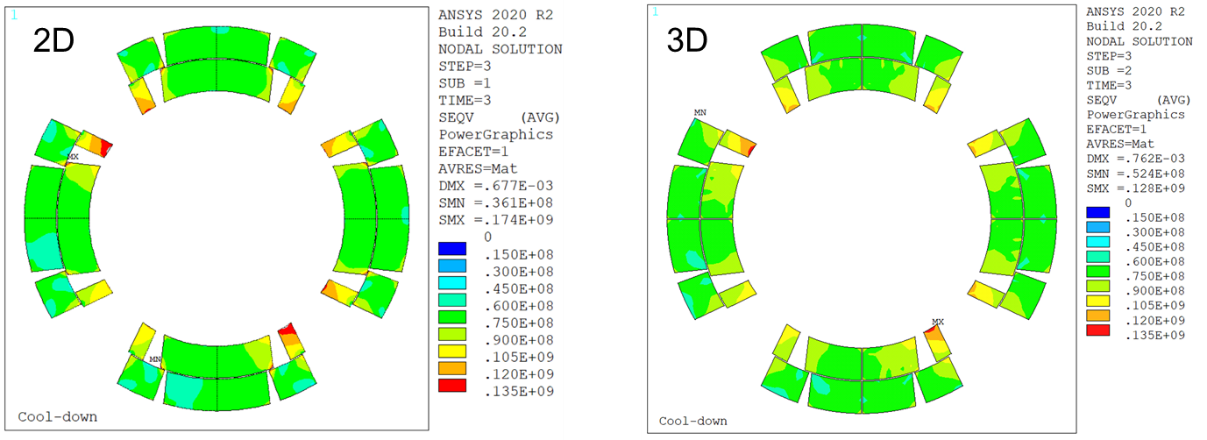 1
2D
MX
MN
Cool-down
ANSYS 2020 R2
Build 20.2
NODAL SOLUTION
STEP=3
SUB =1
TIME=3
SEQV (AVG)
PowerGraphics
EFACET=1
AVRES=Mat
DMX =.677E-03
SMN =.361E+08
SMX =.174E+09
0
.150E+08
.300E+08
.450E+08
.600E+08
.750E+08
.900E+08
.105E+09
.120E+09
.135E+09
1
3D
MN
MX
Cool-down
ANSYS 2020 R2
Build 20.2
NODAL SOLUTION
STEP=3
SUB =2
TIME=3
SEQV (AVG)
PowerGraphics
EFACET=1
AVRES=Mat
DMX =.762E-03
SMN =.524E+08
SMX =.128E+09
0
.150E+08
.300E+08
.450E+08
.600E+08
.750E+08
.900E+08
.105E+09
.120E+09
.135E+09